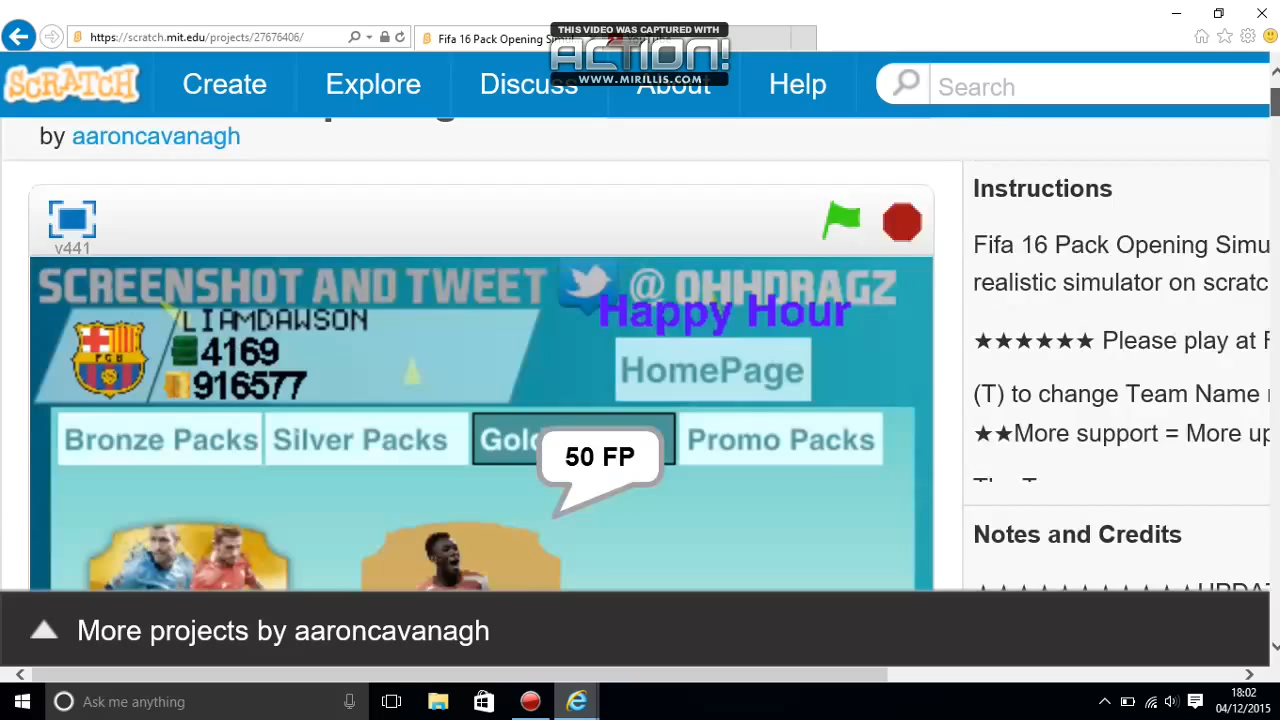 THIS VIDEO WAS CAPTURED WITH
ACTION!
WWW.MIRILLIS.COM
https://scratch.mit.edu/projects/27676406/
Fifa 16 Pack Opening Simul
SCRATCH
Create
Explore
Discuss
About
Help
Search
by aaroncavanagh
v441
SCREENSHOT AND TWEET @OHHDRAGZ
Happy Hour
LIAMDAWSON
4169
916577
FCB
HomePage
Bronze Packs
Silver Packs
Gold
Promo Packs
50 FP
Instructions
Fifa 16 Pack Opening Simu
realistic simulator on scratc
★★★★★★ Please play at F
(T) to change Team Name
★★More support = More up
Notes and Credits
More projects by aaroncavanagh
Ask me anything
18:02
04/12/2015